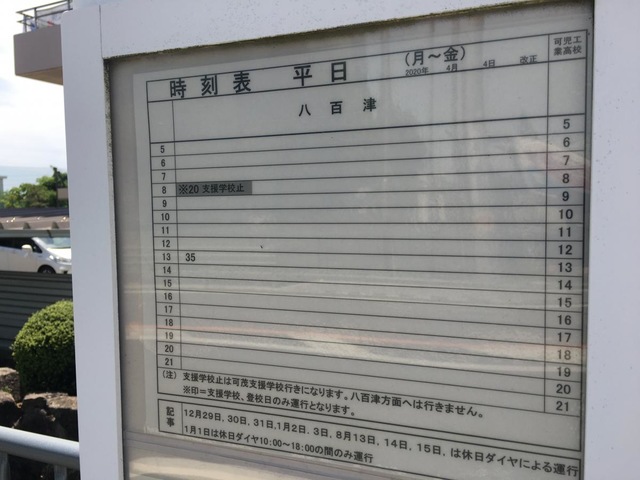 時刻表 平日 (月~金) 可児工
2020年 4月 4日 改正 業高校
八百津
5 5
6 6
7 7
8 ※20 支援学校止 8
9 9
10 10
11 11
12 12
13 35 13
14 14
15 15
16 16
17 17
18 18
19 19
20 20
21 21
(注) 支援学校止は可茂支援学校行きになります。八百津方面へは行きません。
※印=支援学校、登校日のみ運行となります。
記事 12月29日、30日、31日、1月2日、3日、8月13日、14日、15日、は休日ダイヤによる運行
1月1日は休日ダイヤ10:00~18:00の間のみ運行